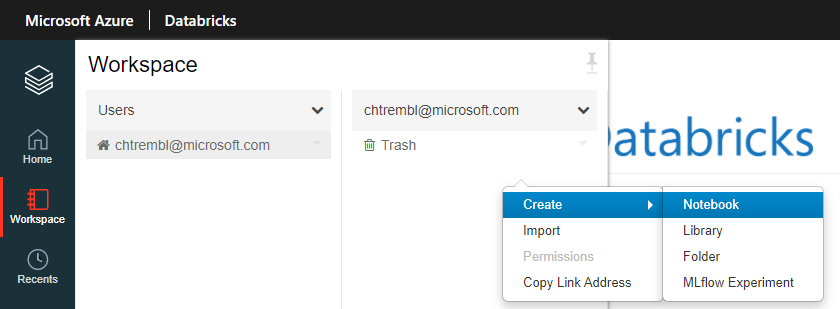 Microsoft Azure Databricks
Workspace
Home
Workspace
Recents
Users
chtrembl@microsoft.com
chtrembl@microsoft.com
Trash
Databricks
Create
Import
Permissions
Copy Link Address
Notebook
Library
Folder
MLflow Experiment